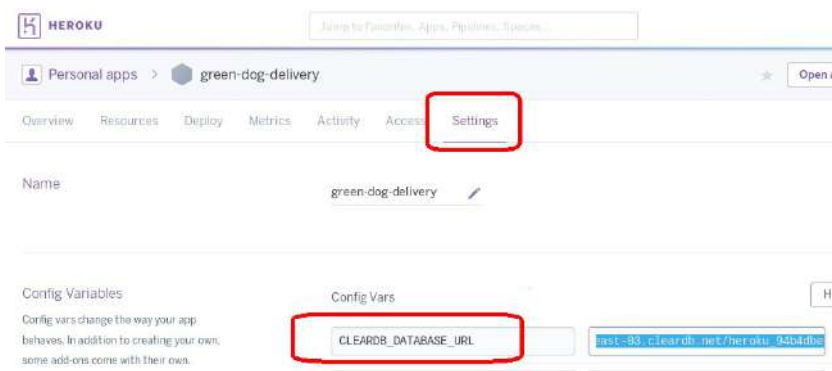 HEROKU
Jump to Favorites, Apps, Pipelines, Spaces...
Personal apps > green-dog-delivery
Open
Overview Resources Deploy Metrics Activity Access Settings
Name
green-dog-delivery
Config Variables
Config Vars
H
Config vars change the way your app
behaves. In addition to creating your own,
some add-ons come with their own.
CLEARDB_DATABASE_URL
east-03.cleardb.net/heroku_94b4dbe